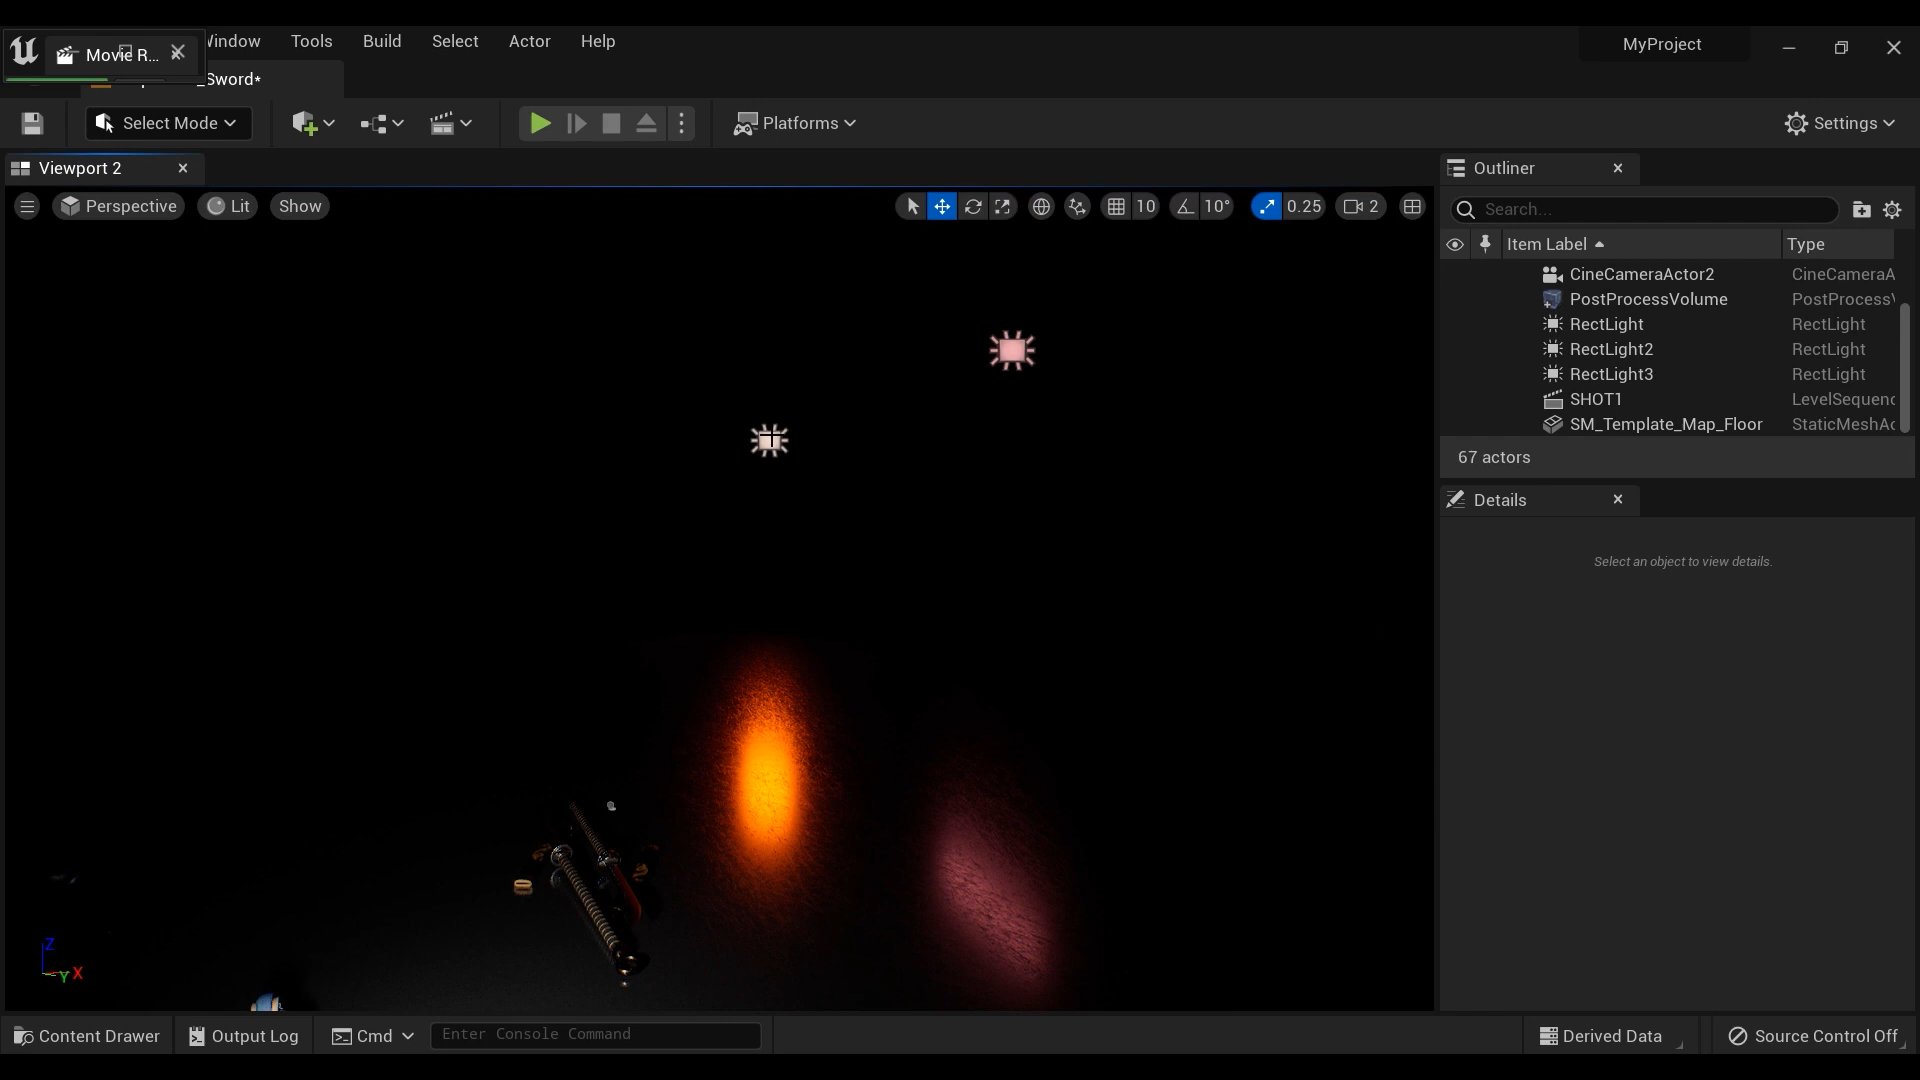 Movie R...
Window Tools Build Select Actor Help
MyProject
_Sword*
Select Mode
Platforms
Settings
Viewport 2
Outliner
Perspective
Lit
Show
10
10°
0.25
2
Search...
Item Label
Type
CineCameraActor2 CineCameraA
PostProcessVolume PostProcessV
RectLight RectLight
RectLight2 RectLight
RectLight3 RectLight
SHOT1 LevelSequenc
SM_Template_Map_Floor StaticMeshAc
67 actors
Details
Select an object to view details.
Z
Y X
Content Drawer
Output Log
Cmd
Enter Console Command
Derived Data
Source Control Off